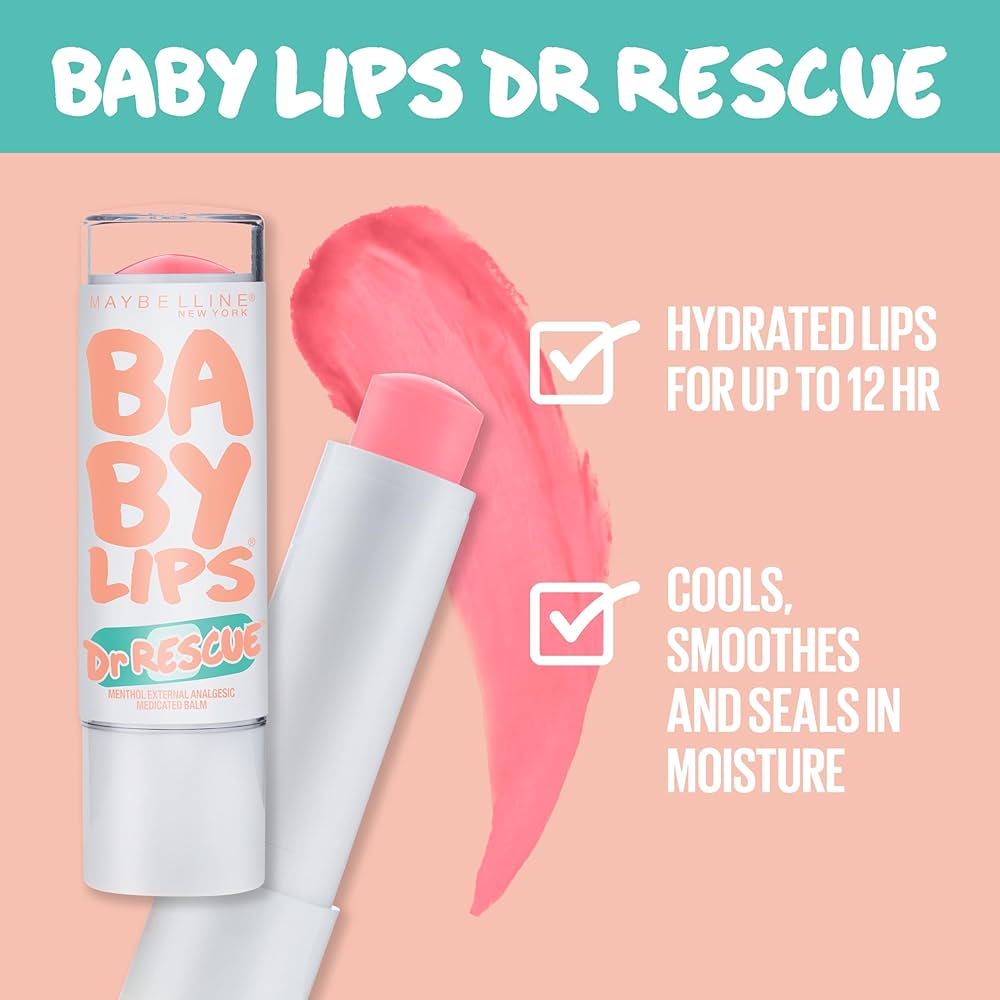 BABY LIPS DR RESCUE
MAYBELLINE®
NEW YORK
BA
BY
LIPS®
Dr RESCUE™
MENTHOL EXTERNAL ANALGESIC
MEDICATED BALM
HYDRATED LIPS
FOR UP TO 12 HR
COOLS,
SMOOTHES
AND SEALS IN
MOISTURE